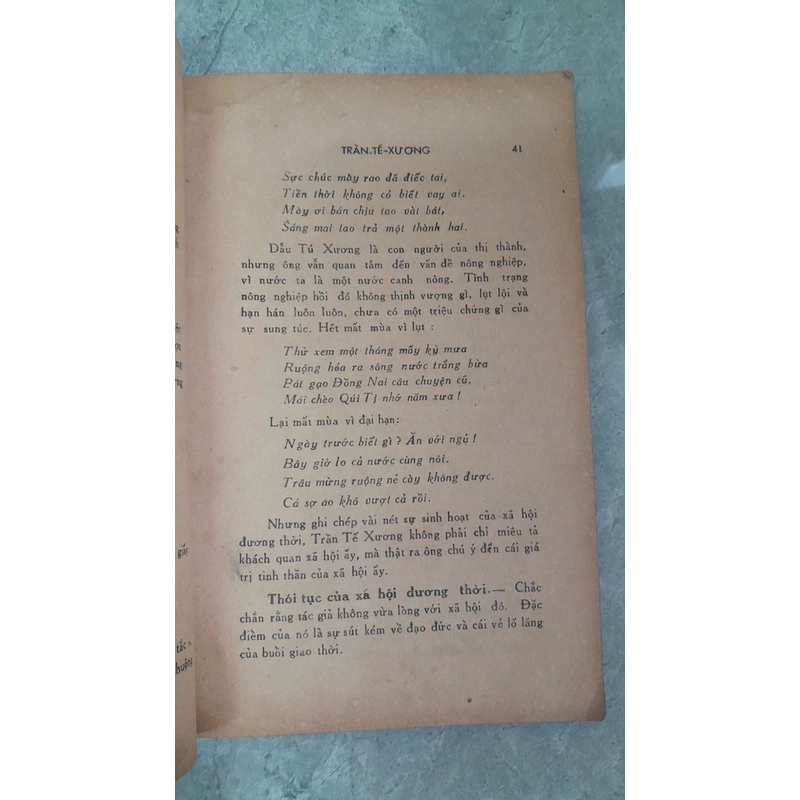 TRẦN-TẾ-XƯƠNG 41
Sực chúc mày rao đã điếc tai,
Tiền thời không có biết vay ai.
Mày ơi bán chịu tao vài bát,
Sáng mai tao trả một thành hai.
Dẫu Tú Xương là con người của thị thành,
nhưng ông vẫn quan tâm đến vấn đề nông nghiệp,
vì nước ta là một nước canh nông. Tình trạng
nông nghiệp hồi đó không thịnh vượng gì, lụt lội và
hạn hán luôn luôn, chưa có một triệu chứng gì của
sự sung túc. Hết mất mùa vì lụt :
Thử xem một tháng mấy kỳ mưa
Ruộng hóa ra sông nước trắng bừa
Bát gạo Đồng Nai câu chuyện cũ,
Mái chèo Quí Tị nhớ năm xưa !
Lại mất mùa vì đại hạn:
Ngày trước biết gì ? Ăn với ngủ !
Bây giờ lo cả nước cùng nôi.
Trâu mừng ruộng nẻ cày không được.
Cá sợ ao khô vượt cả rồi.
Nhưng ghi chép vài nét sự sinh hoạt của xã hội
đương thời, Trần Tế Xương không phải chỉ miêu tả
khách quan xã hội ấy, mà thật ra ông chú ý đến cái giá
trị tinh thần của xã hội ấy.
Thói tục của xã hội đương thời.— Chắc
chắn rằng tác giả không vừa lòng với xã hội đó. Đặc
điểm của nó là sự sút kém về đạo đức và cái vẻ lố lăng
của buổi giao thời.
giấy
tắc »,
huộng